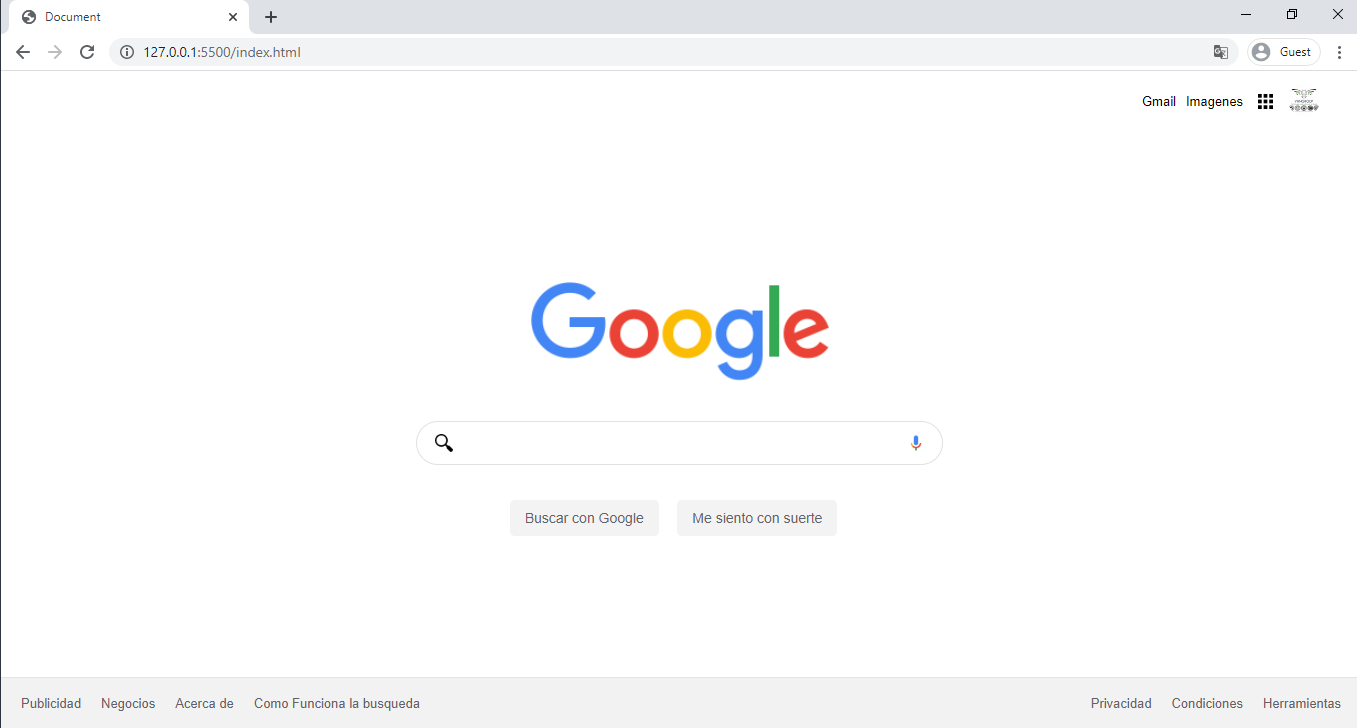 Document
127.0.0.1:5500/index.html
Guest
Gmail Imagenes
Google
Buscar con Google Me siento con suerte
Publicidad Negocios Acerca de Como Funciona la busqueda Privacidad Condiciones Herramientas